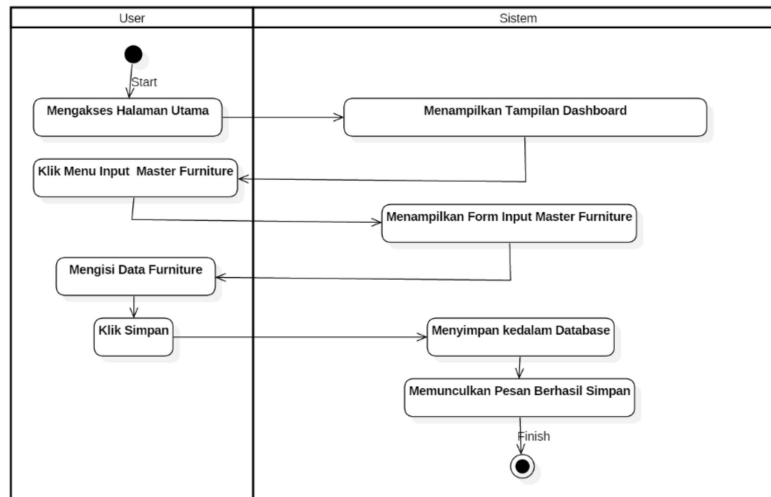 User
Sistem
Start
Mengakses Halaman Utama
Menampilkan Tampilan Dashboard
Klik Menu Input  Master Furniture
Menampilkan Form Input Master Furniture
Mengisi Data Furniture
Klik Simpan
Menyimpan kedalam Database
Memunculkan Pesan Berhasil Simpan
Finish